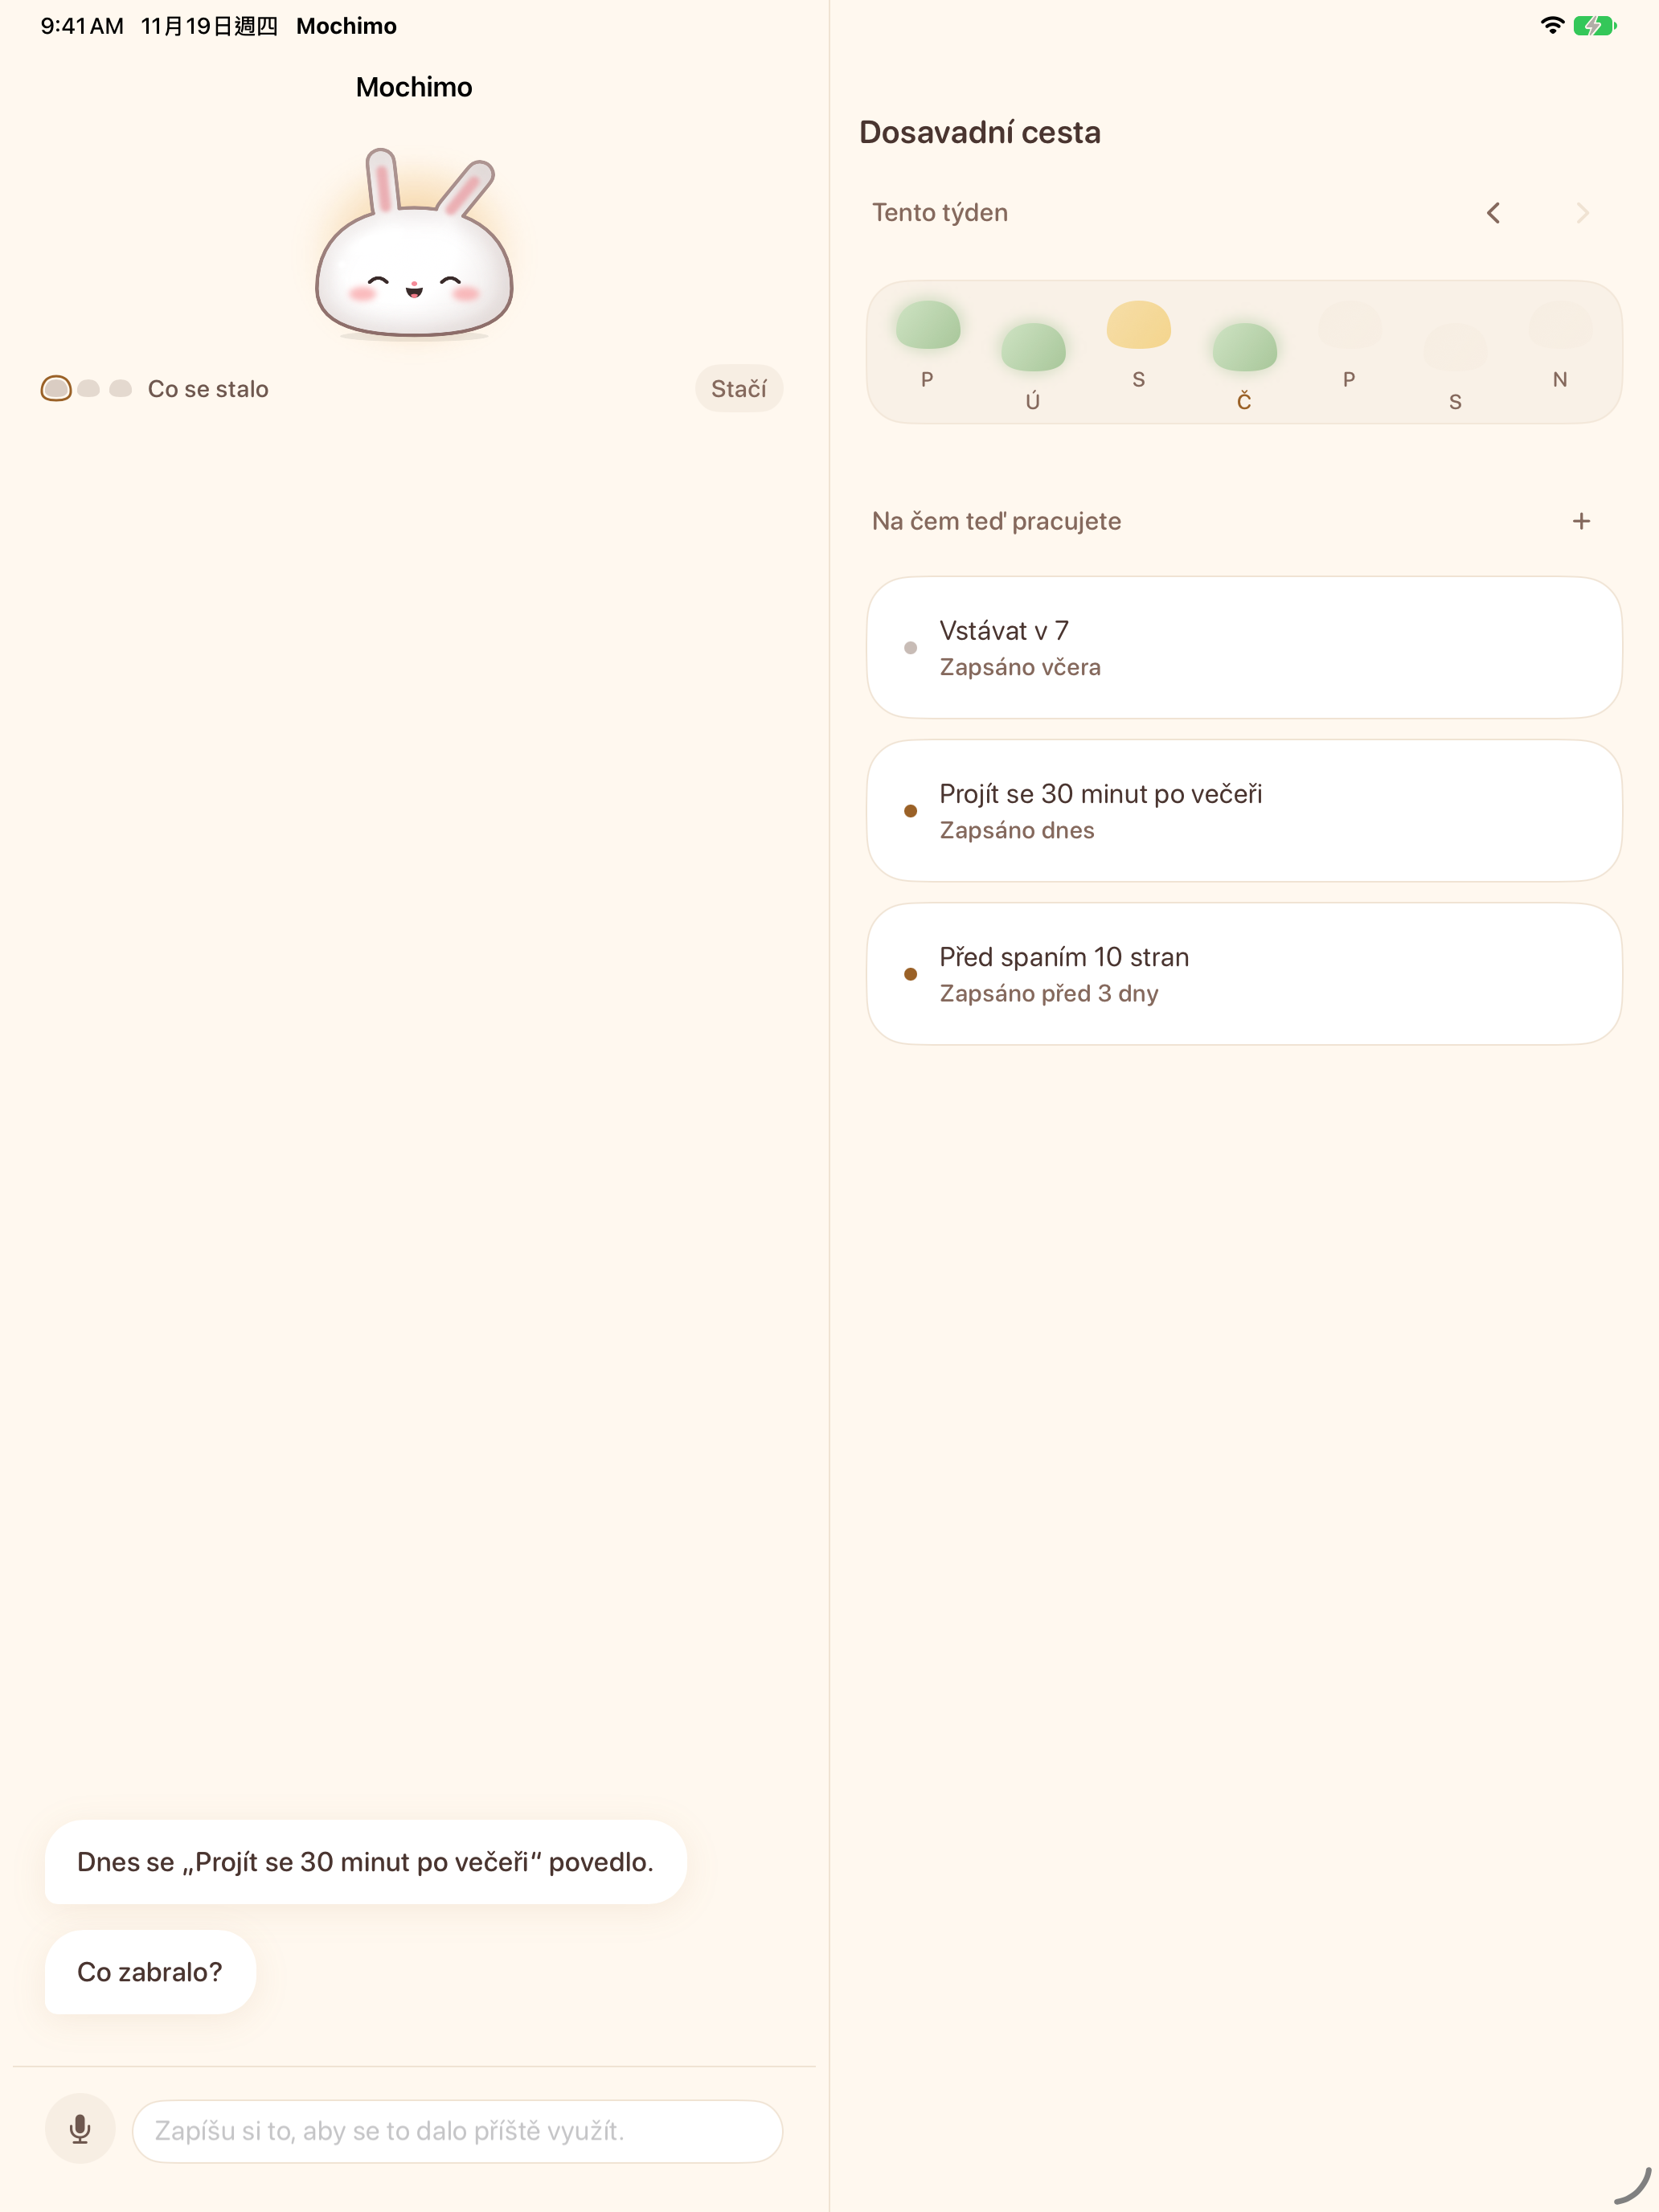 9:41 AM 11月19日週四 Mochimo
Mochimo
Co se stalo
Stačí
Dnes se „Projít se 30 minut po večeři“ povedlo.
Co zabralo?
Zapíšu si to, aby se to dalo příště využít.
Dosavadní cesta
Tento týden
P Ú S Č P S N
Na čem teď pracujete
Vstávat v 7
Zapsáno včera
Projít se 30 minut po večeři
Zapsáno dnes
Před spaním 10 stran
Zapsáno před 3 dny